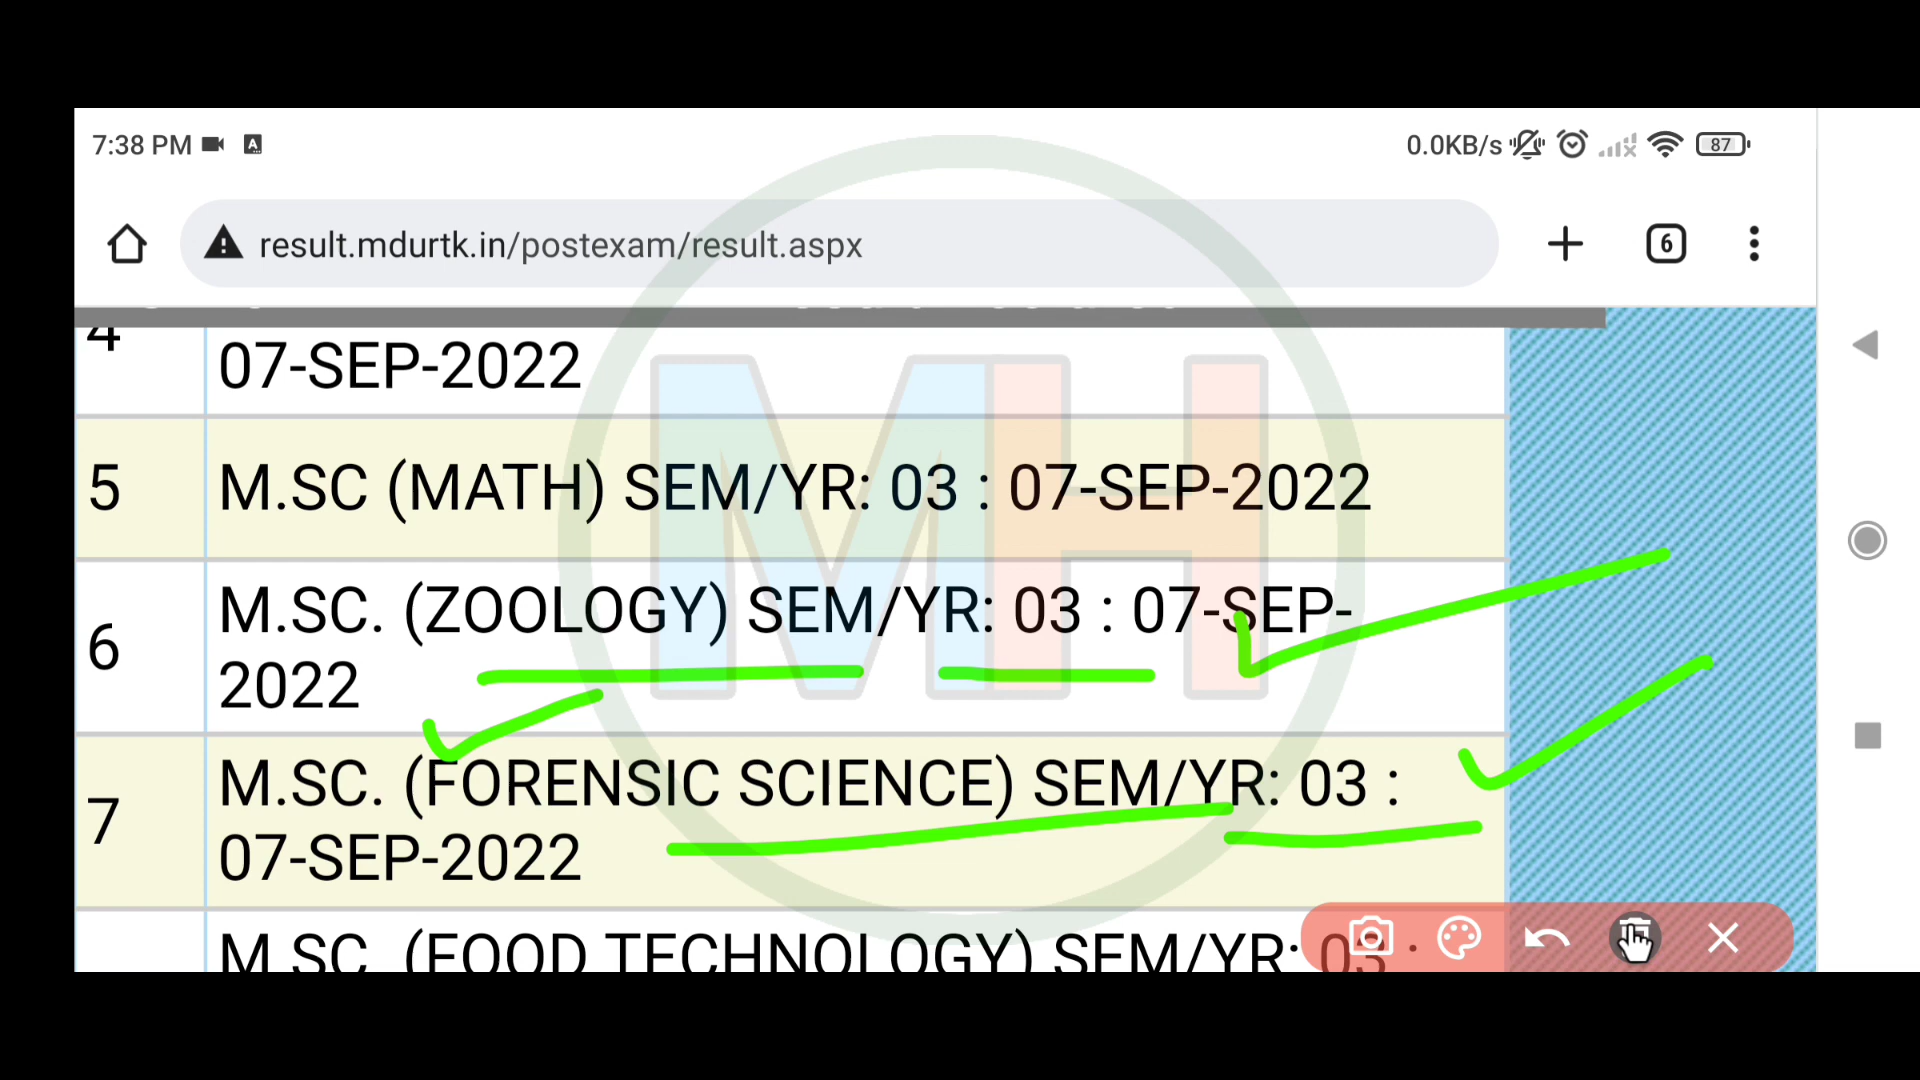 7:38 PM A 0.0KB/s 87
result.mdurtk.in/postexam/result.aspx 6
4 07-SEP-2022
5 M.SC (MATH) SEM/YR: 03 : 07-SEP-2022
6 M.SC. (ZOOLOGY) SEM/YR: 03 : 07-SEP-
2022
7 M.SC. (FORENSIC SCIENCE) SEM/YR: 03 :
07-SEP-2022
M.SC. (FOOD TECHNOLOGY) SEM/YR: 03 :
MH